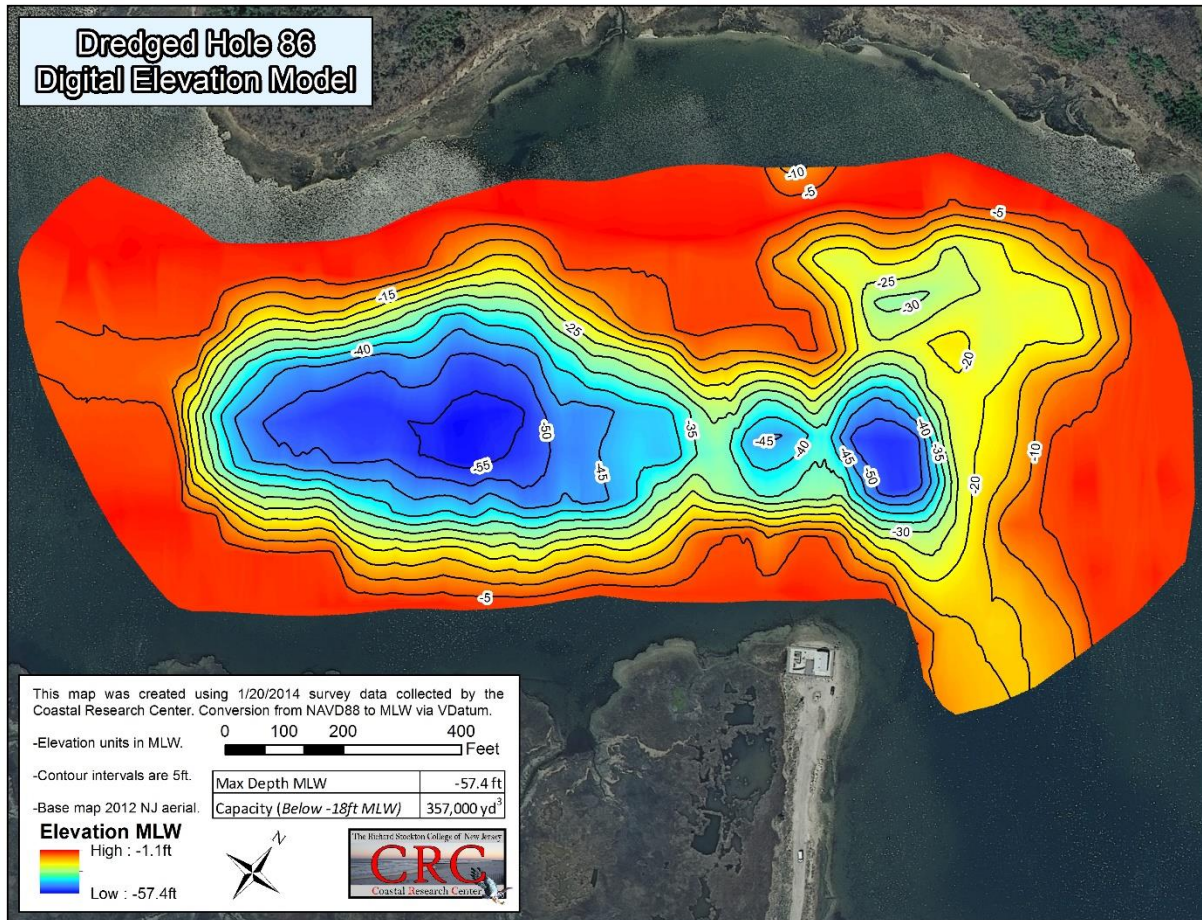 Dredged Hole 86
Digital Elevation Model
-10
-5
-5
-25
-30
-15
-25
-20
-40
-40
-50
-35
-45
-40
-45
-35
-10
-55
-45
-50
-20
-30
-5
This map was created using 1/20/2014 survey data collected by the
Coastal Research Center. Conversion from NAVD88 to MLW via VDatum.
-Elevation units in MLW.
0 100 200 400
Feet
-Contour intervals are 5ft.
Max Depth MLW -57.4 ft
-Base map 2012 NJ aerial.
Capacity (Below -18ft MLW) 357,000 yd³
Elevation MLW
High : -1.1ft
Low : -57.4ft
N
The Richard Stockton College of New Jersey
CRC
Coastal Research Center